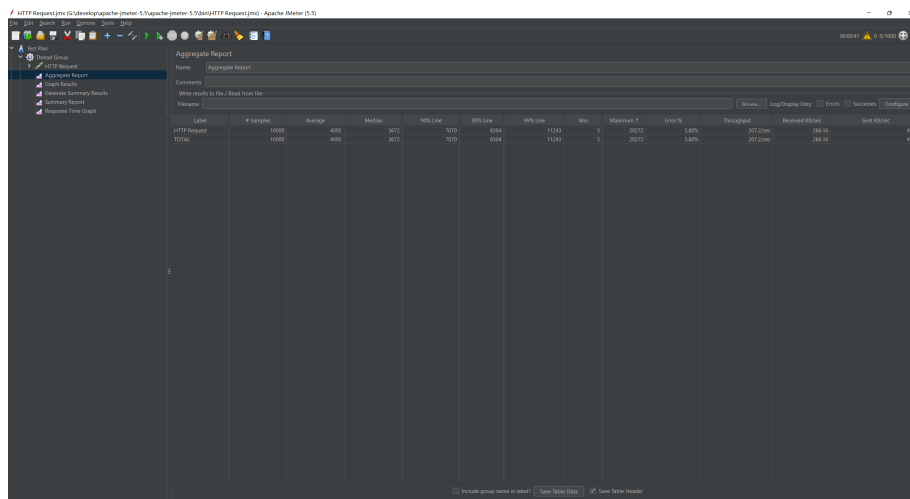 HTTP Request.jmx (G:\develop\apache-jmeter-5.5\apache-jmeter-5.5\bin\HTTP Request.jmx) - Apache JMeter (5.5)
File Edit Search Run Options Tools Help
00:00:47 0 0/1000
Test Plan
Thread Group
HTTP Request
Aggregate Report
Graph Results
Generate Summary Results
Summary Report
Response Time Graph
Aggregate Report
Name: Aggregate Report
Comments:
Write results to file / Read from file
Filename Browse... Log/Display Only: Errors Successes Configure
Label # Samples Average Median 90% Line 95% Line 99% Line Min Maximum ↑ Error % Throughput Received KB/sec Sent KB/sec
HTTP Request 10000 4092 3672 7070 8304 11243 5 20272 5.80% 207.2/sec 266.16
TOTAL 10000 4092 3672 7070 8304 11243 5 20272 5.80% 207.2/sec 266.16
Include group name in label? Save Table Data Save Table Header